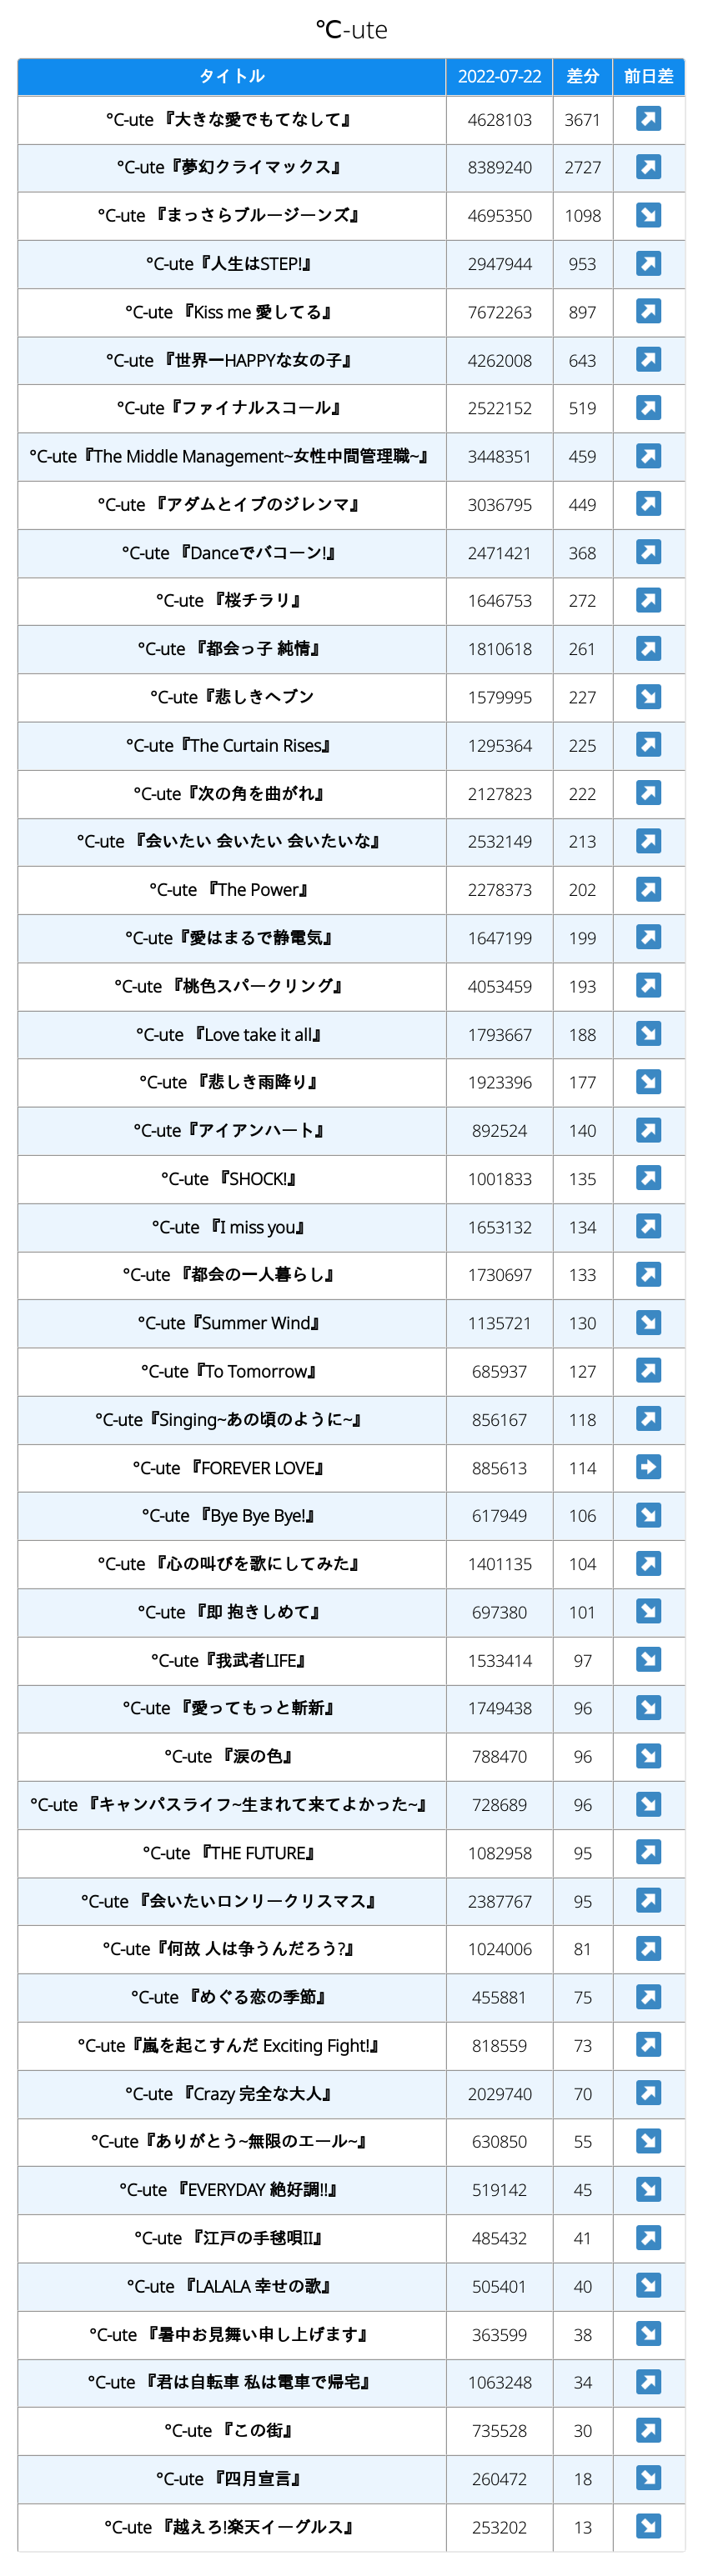 ℃-ute
タイトル 2022-07-22 差分 前日差
°C-ute 『大きな愛でもてなして』 4628103 3671 ↗
°C-ute『夢幻クライマックス』 8389240 2727 ↗
°C-ute 『まっさらブルージーンズ』 4695350 1098 ↘
°C-ute『人生はSTEP!』 2947944 953 ↗
°C-ute 『Kiss me 愛してる』 7672263 897 ↗
°C-ute 『世界一HAPPYな女の子』 4262008 643 ↗
°C-ute『ファイナルスコール』 2522152 519 ↗
°C-ute『The Middle Management~女性中間管理職~』 3448351 459 ↗
°C-ute 『アダムとイブのジレンマ』 3036795 449 ↗
°C-ute 『Danceでバコーン!』 2471421 368 ↗
°C-ute 『桜チラリ』 1646753 272 ↗
°C-ute 『都会っ子 純情』 1810618 261 ↗
°C-ute『悲しきヘブン 1579995 227 ↘
°C-ute『The Curtain Rises』 1295364 225 ↗
°C-ute『次の角を曲がれ』 2127823 222 ↗
°C-ute 『会いたい 会いたい 会いたいな』 2532149 213 ↗
°C-ute 『The Power』 2278373 202 ↗
°C-ute『愛はまるで静電気』 1647199 199 ↗
°C-ute 『桃色スパークリング』 4053459 193 ↗
°C-ute 『Love take it all』 1793667 188 ↘
°C-ute 『悲しき雨降り』 1923396 177 ↘
°C-ute『アイアンハート』 892524 140 ↗
°C-ute 『SHOCK!』 1001833 135 ↗
°C-ute 『I miss you』 1653132 134 ↗
°C-ute 『都会の一人暮らし』 1730697 133 ↗
°C-ute『Summer Wind』 1135721 130 ↘
°C-ute『To Tomorrow』 685937 127 ↗
°C-ute『Singing~あの頃のように~』 856167 118 ↗
°C-ute 『FOREVER LOVE』 885613 114 ➡
°C-ute 『Bye Bye Bye!』 617949 106 ↘
°C-ute 『心の叫びを歌にしてみた』 1401135 104 ↗
°C-ute 『即 抱きしめて』 697380 101 ↘
°C-ute『我武者LIFE』 1533414 97 ↘
°C-ute 『愛ってもっと斬新』 1749438 96 ↘
°C-ute 『涙の色』 788470 96 ↘
°C-ute 『キャンパスライフ~生まれて来てよかった~』 728689 96 ↘
°C-ute 『THE FUTURE』 1082958 95 ↗
°C-ute 『会いたいロンリークリスマス』 2387767 95 ↗
°C-ute『何故 人は争うんだろう?』 1024006 81 ↗
°C-ute 『めぐる恋の季節』 455881 75 ↗
°C-ute『嵐を起こすんだ Exciting Fight!』 818559 73 ↗
°C-ute 『Crazy 完全な大人』 2029740 70 ↗
°C-ute『ありがとう~無限のエール~』 630850 55 ↘
°C-ute 『EVERYDAY 絶好調!!』 519142 45 ↘
°C-ute 『江戸の手毬唄II』 485432 41 ↗
°C-ute 『LALALA 幸せの歌』 505401 40 ↘
°C-ute 『暑中お見舞い申し上げます』 363599 38 ↘
°C-ute 『君は自転車 私は電車で帰宅』 1063248 34 ↗
°C-ute 『この街』 735528 30 ↗
°C-ute 『四月宣言』 260472 18 ↘
°C-ute 『越えろ!楽天イーグルス』 253202 13 ↘